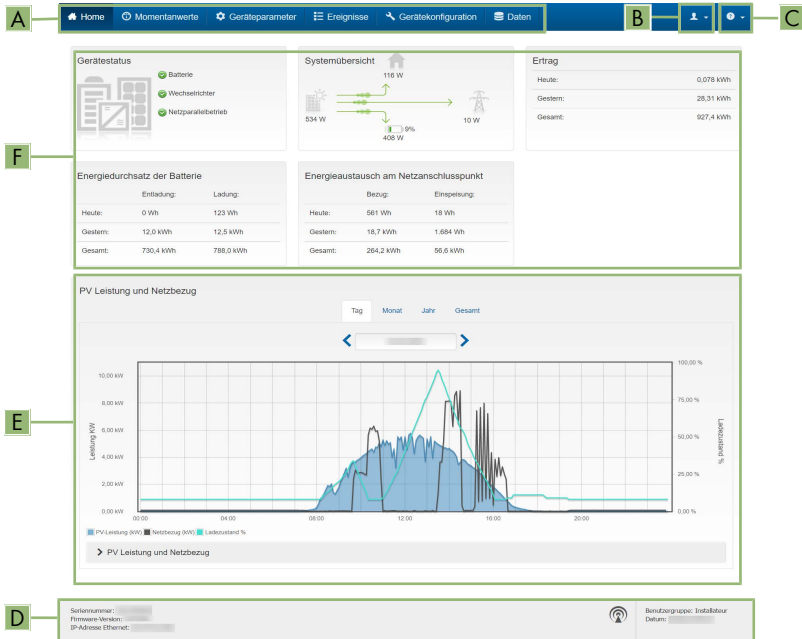 A
Home Momentanwerte Geräteparameter Ereignisse Gerätekonfiguration Daten
B
C
F
Gerätestatus
Batterie
Wechselrichter
Netzparallelbetrieb
Systemübersicht
116 W
534 W
10 W
9%
408 W
Ertrag
Heute: 0,078 kWh
Gestern: 28,31 kWh
Gesamt: 927,4 kWh
Energiedurchsatz der Batterie
Entladung: Ladung:
Heute: 0 Wh 123 Wh
Gestern: 12,0 kWh 12,5 kWh
Gesamt: 730,4 kWh 788,0 kWh
Energieaustausch am Netzanschlusspunkt
Bezug: Einspeisung:
Heute: 561 Wh 18 Wh
Gestern: 18,7 kWh 1.684 Wh
Gesamt: 264,2 kWh 56,6 kWh
E
PV Leistung und Netzbezug
Tag Monat Jahr Gesamt
Leistung KW
10,00 kW
8,00 kW
6,00 kW
4,00 kW
2,00 kW
0,00 kW
100,00 %
75,00 %
50,00 %
25,00 %
0,00 %
Ladezustand %
00:00 04:00 08:00 12:00 16:00 20:00
PV-Leistung (kW) Netzbezug (kW) Ladezustand %
PV Leistung und Netzbezug
D
Seriennummer:
Firmware-Version:
IP-Adresse Ethernet:
Benutzergruppe: Installateur
Datum: